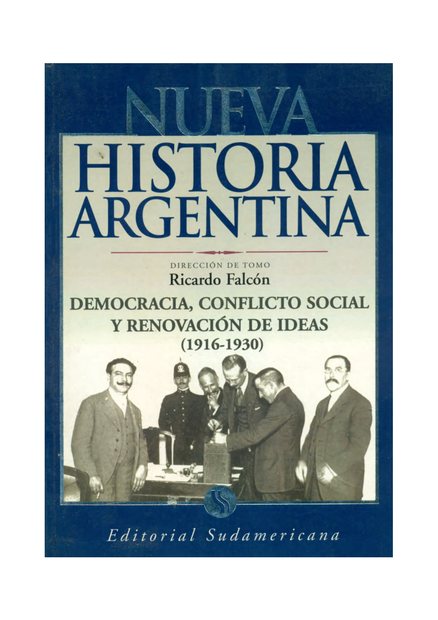 NUEVA
HISTORIA
ARGENTINA
DIRECCIÓN DE TOMO
Ricardo Falcón
DEMOCRACIA, CONFLICTO SOCIAL
Y RENOVACIÓN DE IDEAS
(1916-1930)
Editorial Sudamericana